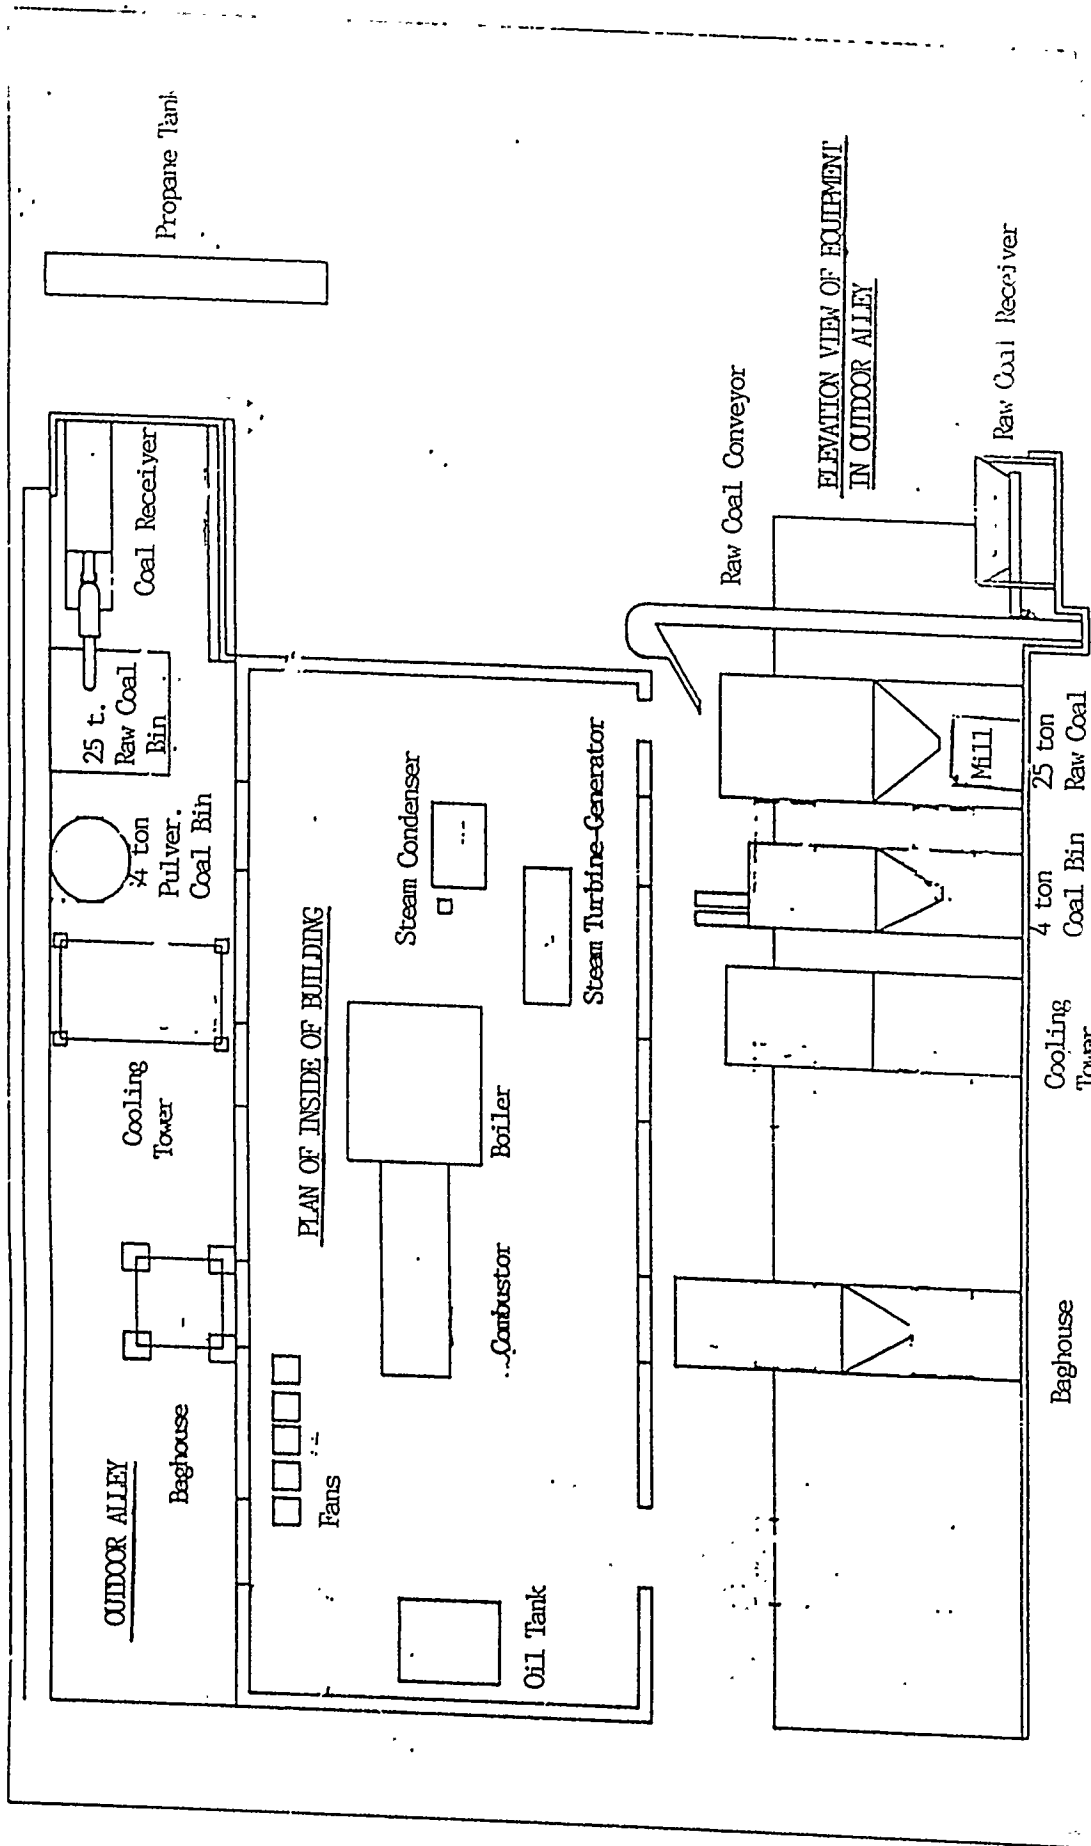 OUTDOOR ALLEY
Baghouse
Cooling
Tower
4 ton
Pulver.
Coal Bin
25 t.
Raw Coal
Bin
Coal Receiver
Propane Tank
PLAN OF INSIDE OF BUILDING
Fans
Oil Tank
Combustor
Boiler
Steam Condenser
Steam Turbine-Generator
Raw Coal Conveyor
ELEVATION VIEW OF EQUIPMENT
IN OUTDOOR ALLEY
Raw Coal Receiver
Mill
Baghouse
Cooling
Tower
4 ton
Coal Bin
25 ton
Raw Coal